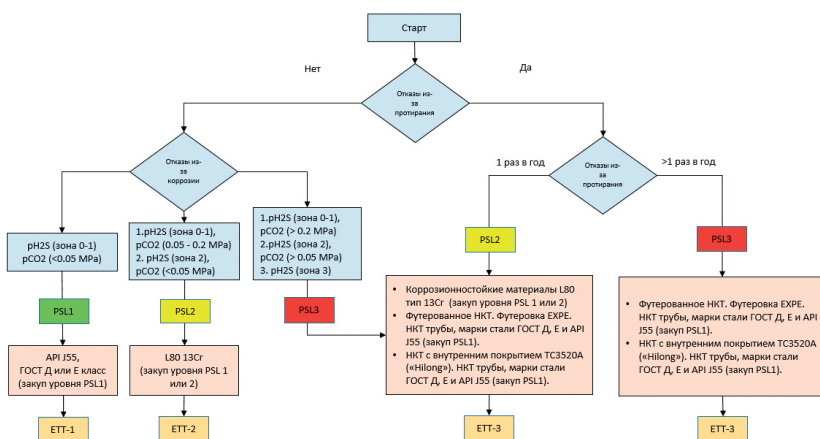 Старт
Нет
Да
Отказы из-
за
протирания
Отказы из-
за
коррозии
1 раз в год
Отказы из-
за
протирания
>1 раз в год
pH2S (зона 0-1)
pCO2 (<0.05 MPa)
1.pH2S (зона 0-1),
pCO2 (0.05 - 0.2 MPa)
2. pH2S (зона 2),
pCO2 (<0.05 MPa)
1.pH2S (зона 0-1),
pCO2 (> 0.2 MPa)
2.pH2S (зона 2),
pCO2 (> 0.05 MPa)
3. pH2S (зона 3)
PSL2
PSL3
PSL1
PSL2
PSL3
API J55,
ГОСТ Д или Е класс
(закуп уровня PSL1)
L80 13Cr
(закуп уровня PSL 1
или 2)
• Коррозионностойкие материалы L80
тип 13Cr (закуп уровня PSL 1 или 2)
• Футерованное НКТ. Футеровка EXPE.
НКТ трубы, марки стали ГОСТ Д, Е и API
J55 (закуп PSL1).
• НКТ с внутренним покрытием TC3520A
(«Hilong»). НКТ трубы, марки стали
ГОСТ Д, Е и API J55 (закуп PSL1).
• Футерованное НКТ. Футеровка EXPE.
НКТ трубы, марки стали ГОСТ Д, Е и API
J55 (закуп PSL1).
• НКТ с внутренним покрытием TC3520A
(«Hilong»). НКТ трубы, марки стали
ГОСТ Д, Е и API J55 (закуп PSL1).
ЕТТ-1
ЕТТ-2
ЕТТ-3
ЕТТ-3